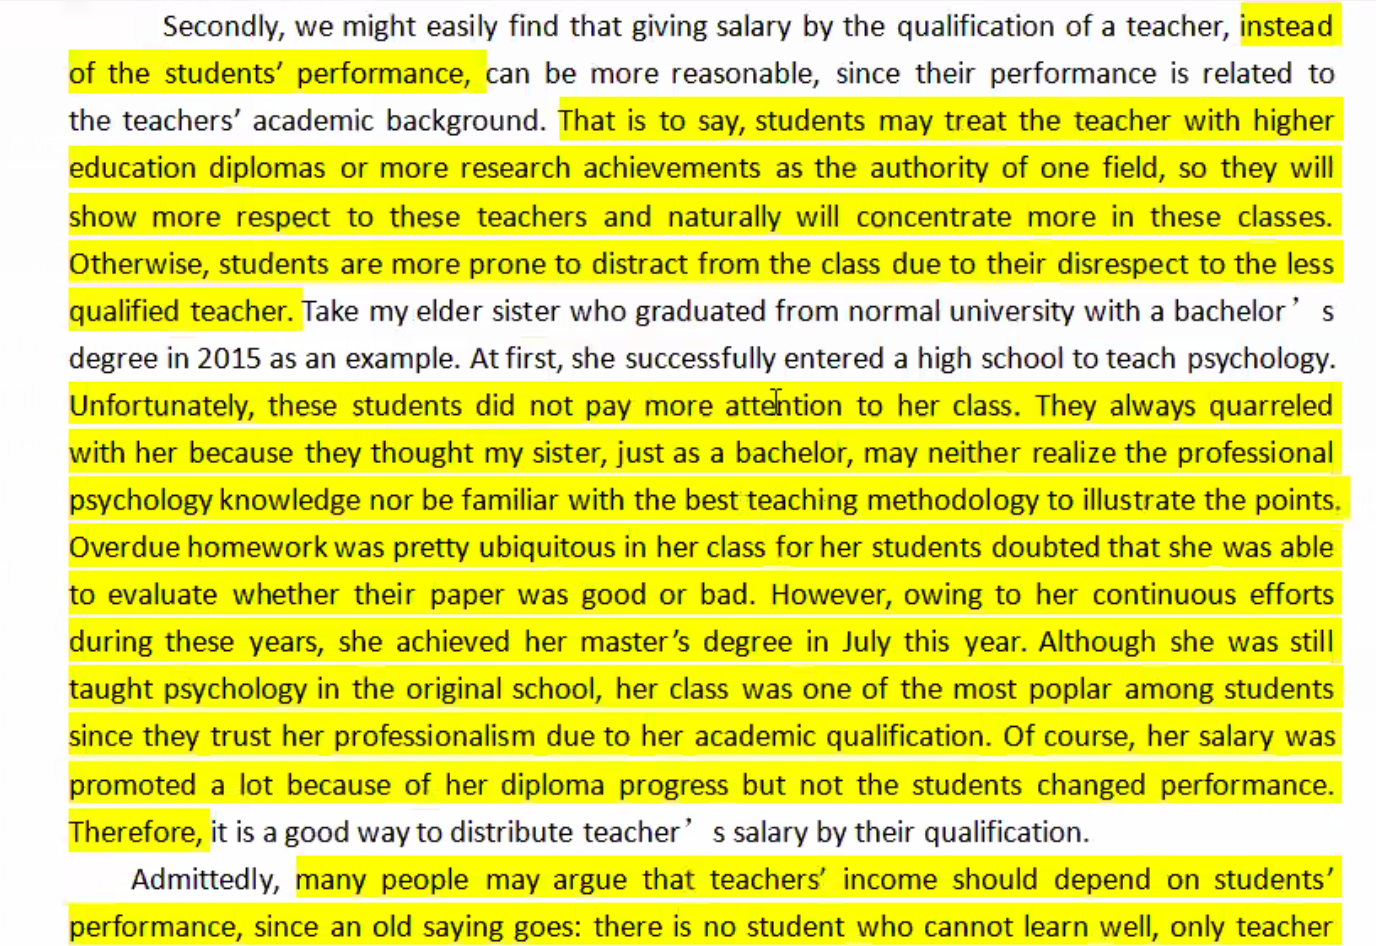 Secondly, we might easily find that giving salary by the qualification of a teacher, instead
of the students’ performance, can be more reasonable, since their performance is related to
the teachers’ academic background. That is to say, students may treat the teacher with higher
education diplomas or more research achievements as the authority of one field, so they will
show more respect to these teachers and naturally will concentrate more in these classes.
Otherwise, students are more prone to distract from the class due to their disrespect to the less
qualified teacher. Take my elder sister who graduated from normal university with a bachelor’s
degree in 2015 as an example. At first, she successfully entered a high school to teach psychology.
Unfortunately, these students did not pay more attention to her class. They always quarreled
with her because they thought my sister, just as a bachelor, may neither realize the professional
psychology knowledge nor be familiar with the best teaching methodology to illustrate the points.
Overdue homework was pretty ubiquitous in her class for her students doubted that she was able
to evaluate whether their paper was good or bad. However, owing to her continuous efforts
during these years, she achieved her master’s degree in July this year. Although she was still
taught psychology in the original school, her class was one of the most poplar among students
since they trust her professionalism due to her academic qualification. Of course, her salary was
promoted a lot because of her diploma progress but not the students changed performance.
Therefore, it is a good way to distribute teacher’s salary by their qualification.
Admittedly, many people may argue that teachers’ income should depend on students’
performance, since an old saying goes: there is no student who cannot learn well, only teacher